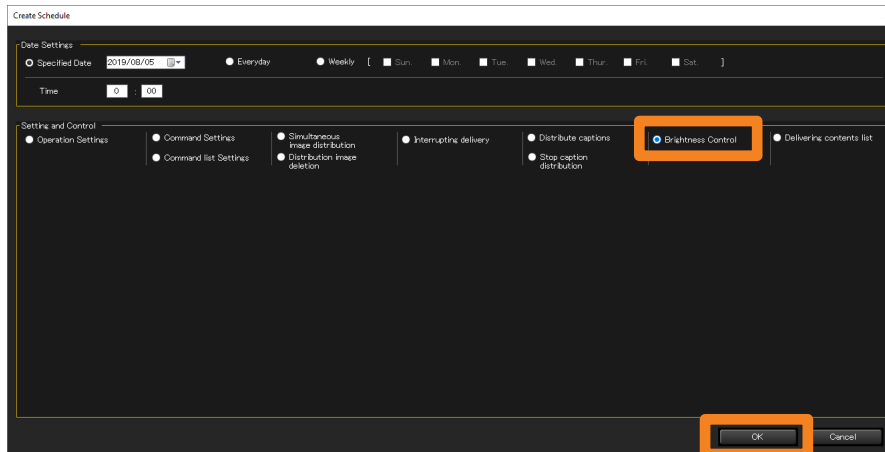 Create Schedule
Date Settings
Specified Date 2019/08/05 Everyday Weekly [ Sun. Mon. Tue. Wed. Thur. Fri. Sat. ]
Time 0 : 00
Setting and Control
Operation Settings
Command Settings
Command list Settings
Simultaneous
image distribution
Distribution image
deletion
Interrupting delivery
Distribute captions
Stop caption
distribution
Brightness Control
Delivering contents list
OK Cancel